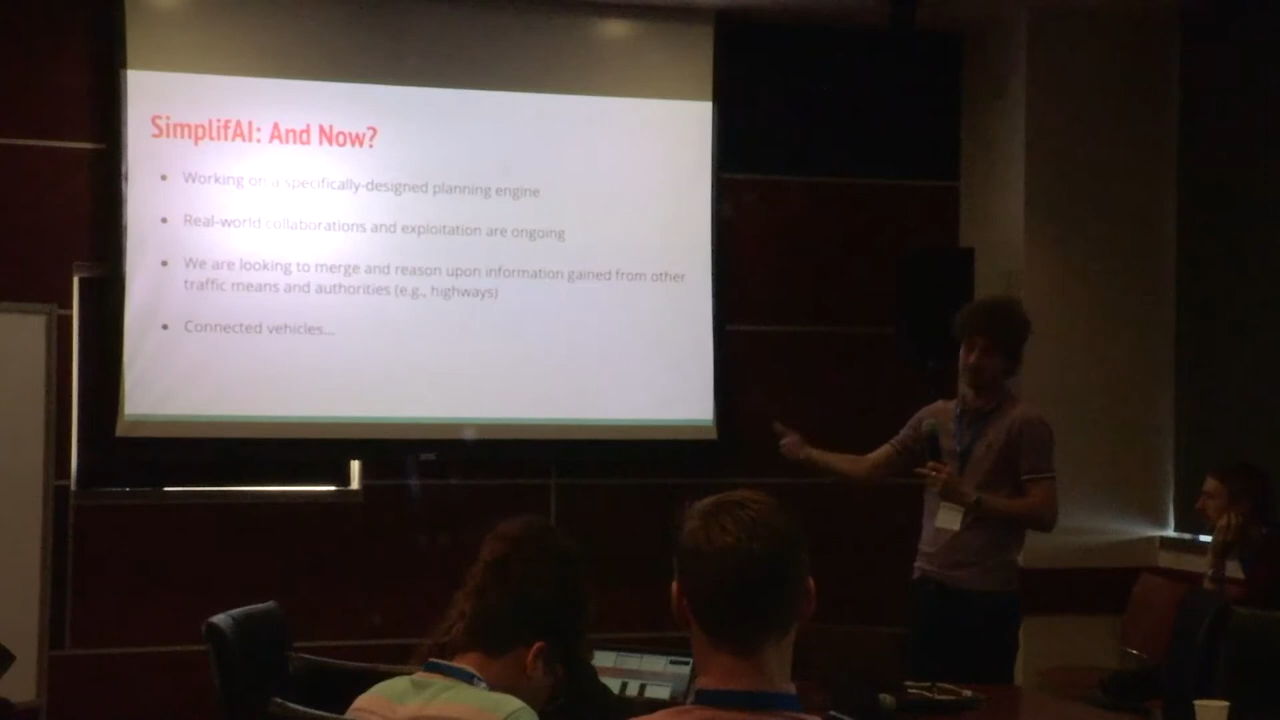 SimplifAI: And Now?
Working on a specifically-designed planning engine
Real-world collaborations and exploitation are ongoing
We are looking to merge and reason upon information gained from other
traffic means and authorities (e.g., highways)
Connected vehicles...